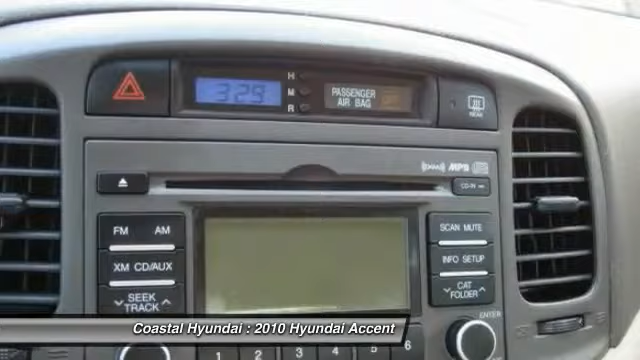 3:29
H
M
R
PASSENGER
AIR BAG
REAR
MP3
CD-IN
FM AM
SCAN MUTE
XM CD/AUX
INFO SETUP
SEEK
TRACK
CAT
FOLDER
ENTER
1 2 3 4 5 6
Coastal Hyundai : 2010 Hyundai Accent